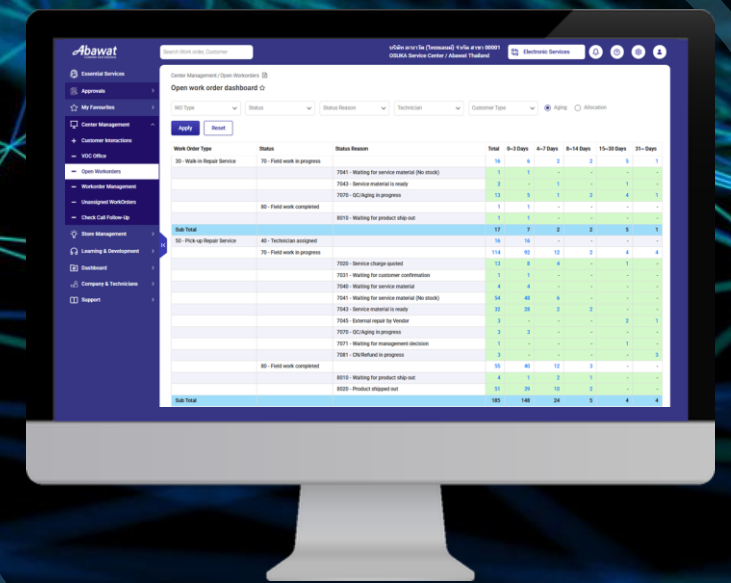 Abawat
Search Work order, Customer
บริษัท อบาวัต (ไทยแลนด์) จำกัด สาขา 00001
OSUKA Service Center / Abawat Thailand
Electronic Services
Essential Services
Approvals
My Favourites
Center Management
Customer Interactions
VOC Office
Open Workorders
Workorder Management
Unassigned WorkOrders
Check Call Follow-Up
Store Management
Learning & Development
Dashboard
Company & Technicians
Support
Center Management / Open Workorders
Open work order dashboard
WO Type Status Status Reason Technician Customer Type Aging Allocation
Apply Reset
Work Order Type Status Status Reason Total 0–3 Days 4–7 Days 8–14 Days 15–30 Days 31– Days
30 - Walk-in Repair Service 70 - Field work in progress 16 6 2 2 5 1
7041 - Waiting for service material (No stock) 1 1 - - - -
7043 - Service material is ready 2 - 1 - 1 -
7070 - QC/Aging in progress 13 5 1 2 4 1
80 - Field work completed 1 1 - - - -
8010 - Waiting for product ship out 1 1 - - - -
Sub Total 17 7 2 2 5 1
50 - Pick-up Repair Service 40 - Technician assigned 16 16 - - - -
70 - Field work in progress 114 92 12 2 4 4
7020 - Service charge quoted 13 8 4 - 1 -
7031 - Waiting for customer confirmation 1 1 - - - -
7040 - Waiting for service material 4 4 - - - -
7041 - Waiting for service material (No stock) 54 48 6 - - -
7043 - Service material is ready 32 28 2 2 - -
7045 - External repair by Vendor 3 - - - 2 1
7070 - QC/Aging in progress 3 3 - - - -
7071 - Waiting for management decision 1 - - - 1 -
7081 - CN/Refund in progress 3 - - - - 3
80 - Field work completed 55 40 12 3 - -
8010 - Waiting for product ship out 4 1 2 1 - -
8020 - Product shipped out 51 39 10 2 - -
Sub Total 185 148 24 5 4 4